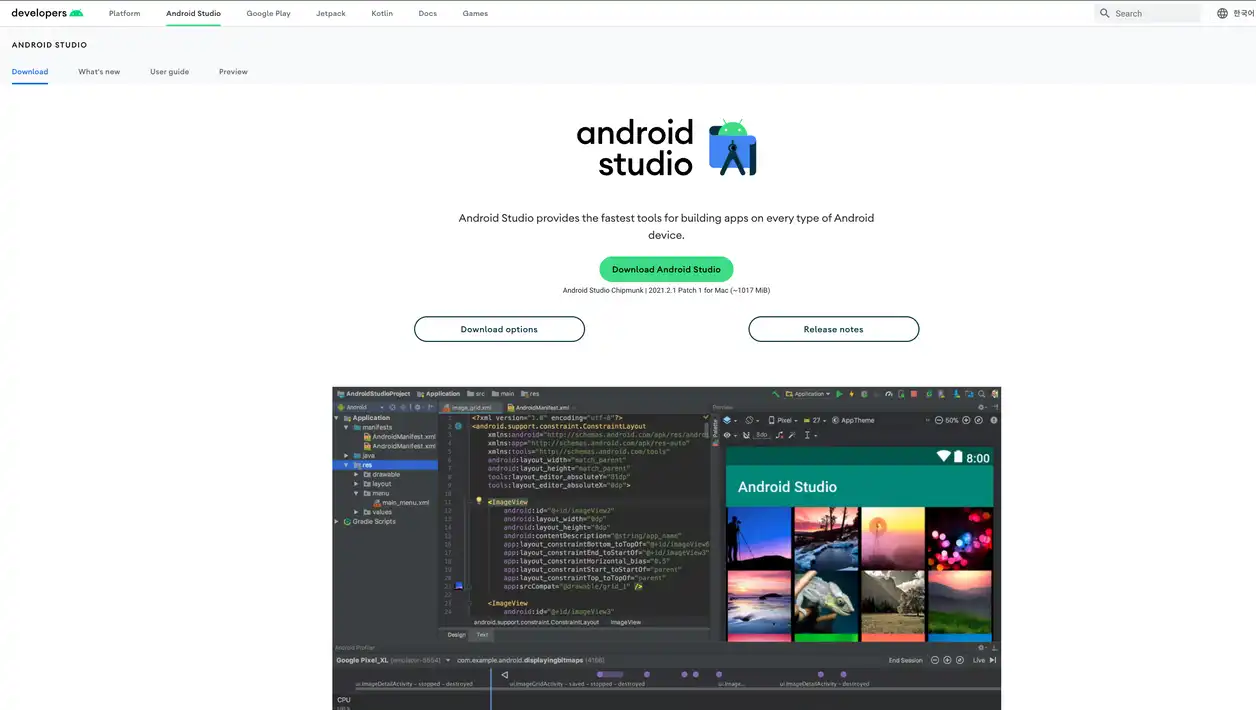 developers
Platform
Android Studio
Google Play
Jetpack
Kotlin
Docs
Games
Search
한국어
ANDROID STUDIO
Download
What's new
User guide
Preview
android
studio
Android Studio provides the fastest tools for building apps on every type of Android
device.
Download Android Studio
Android Studio Chipmunk | 2021.2.1 Patch 1 for Mac (~1017 MiB)
Download options
Release notes
AndroidStudioProject
Application
src
main
res
Application
Android
image_grid.xml
AndroidManifest.xml
Preview
Application
manifests
AndroidManifest.xml
AndroidManifest.xml
java
res
drawable
layout
menu
main_menu.xml
values
Gradle Scripts
<?xml version="1.0" encoding="utf-8"?>
<android.support.constraint.ConstraintLayout
xmlns:android="http://schemas.android.com/apk/res/androi
xmlns:app="http://schemas.android.com/apk/res-auto"
xmlns:tools="http://schemas.android.com/tools"
android:layout_width="match_parent"
android:layout_height="match_parent"
tools:layout_editor_absoluteY="81dp"
tools:layout_editor_absoluteX="0dp">
<ImageView
android:id="@+id/imageView2"
android:layout_width="0dp"
android:layout_height="0dp"
android:contentDescription="@string/app_name"
app:layout_constraintBottom_toTopOf="@+id/imageView6
app:layout_constraintEnd_toStartOf="@+id/imageView3"
app:layout_constraintHorizontal_bias="0.5"
app:layout_constraintStart_toStartOf="parent"
app:layout_constraintTop_toTopOf="parent"
app:srcCompat="@drawable/grid_1" />
<ImageView
android:id="@+id/imageView3"
android.support.constraint.ConstraintLayout
ImageView
Design
Text
Palette
Pixel
27
AppTheme
50%
8dp
8:00
Android Studio
Android Profiler
Google Pixel_XL (emulator-5554)
com.example.android.displayingbitmaps (4168)
End Session
Live
ui.ImageDetailActivity - stopped - destroyed
ui.ImageGridActivity - saved - stopped - destroyed
ui.Image...
ui.ImageDetailActivity - destroyed
CPU